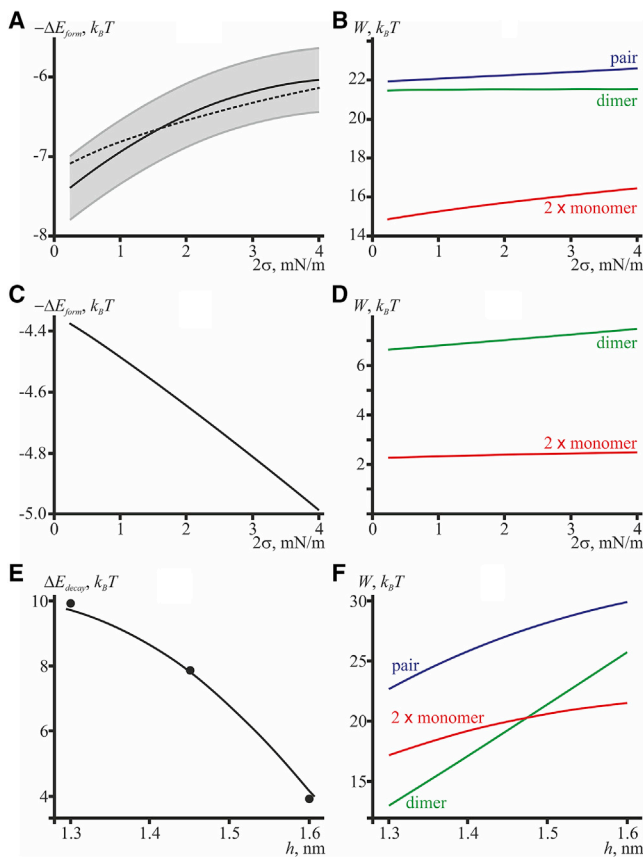 A
−ΔE_form, k_BT
-6
-7
-8
0 1 2 3 4
2σ, mN/m
B
W, k_BT
22
20
18
16
14
pair
dimer
2 x monomer
0 1 2 3 4
2σ, mN/m
C
−ΔE_form, k_BT
-4.4
-4.6
-4.8
-5.0
0 1 2 3 4
2σ, mN/m
D
W, k_BT
6
4
2
dimer
2 x monomer
0 1 2 3 4
2σ, mN/m
E
ΔE_decay, k_BT
10
8
6
4
1.3 1.4 1.5 1.6
h, nm
F
W, k_BT
30
25
20
15
pair
2 x monomer
dimer
1.3 1.4 1.5 1.6
h, nm